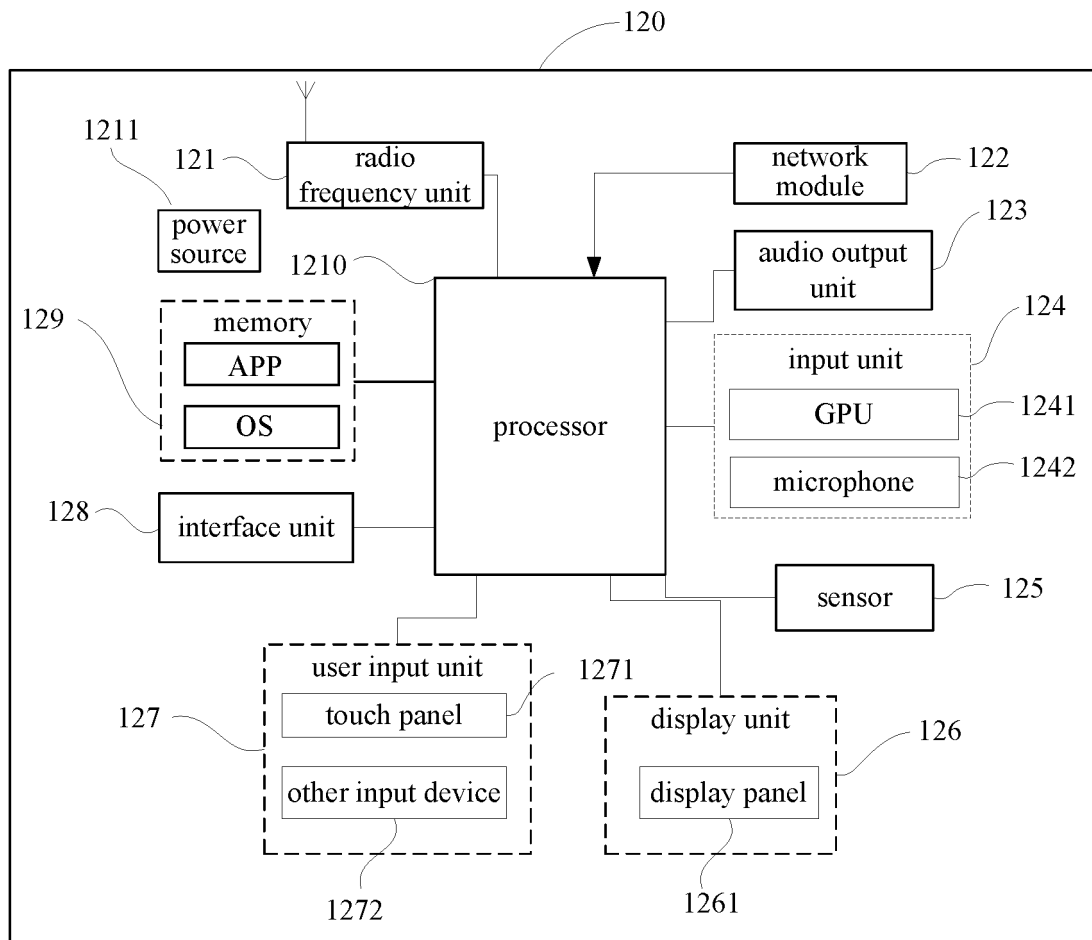 120
1211
121
radio
frequency unit
network
module
122
power
source
1210
audio output
unit
123
129
memory
APP
OS
processor
124
input unit
GPU
1241
microphone
1242
128
interface unit
sensor
125
user input unit
1271
touch panel
127
other input device
1272
display unit
126
display panel
1261